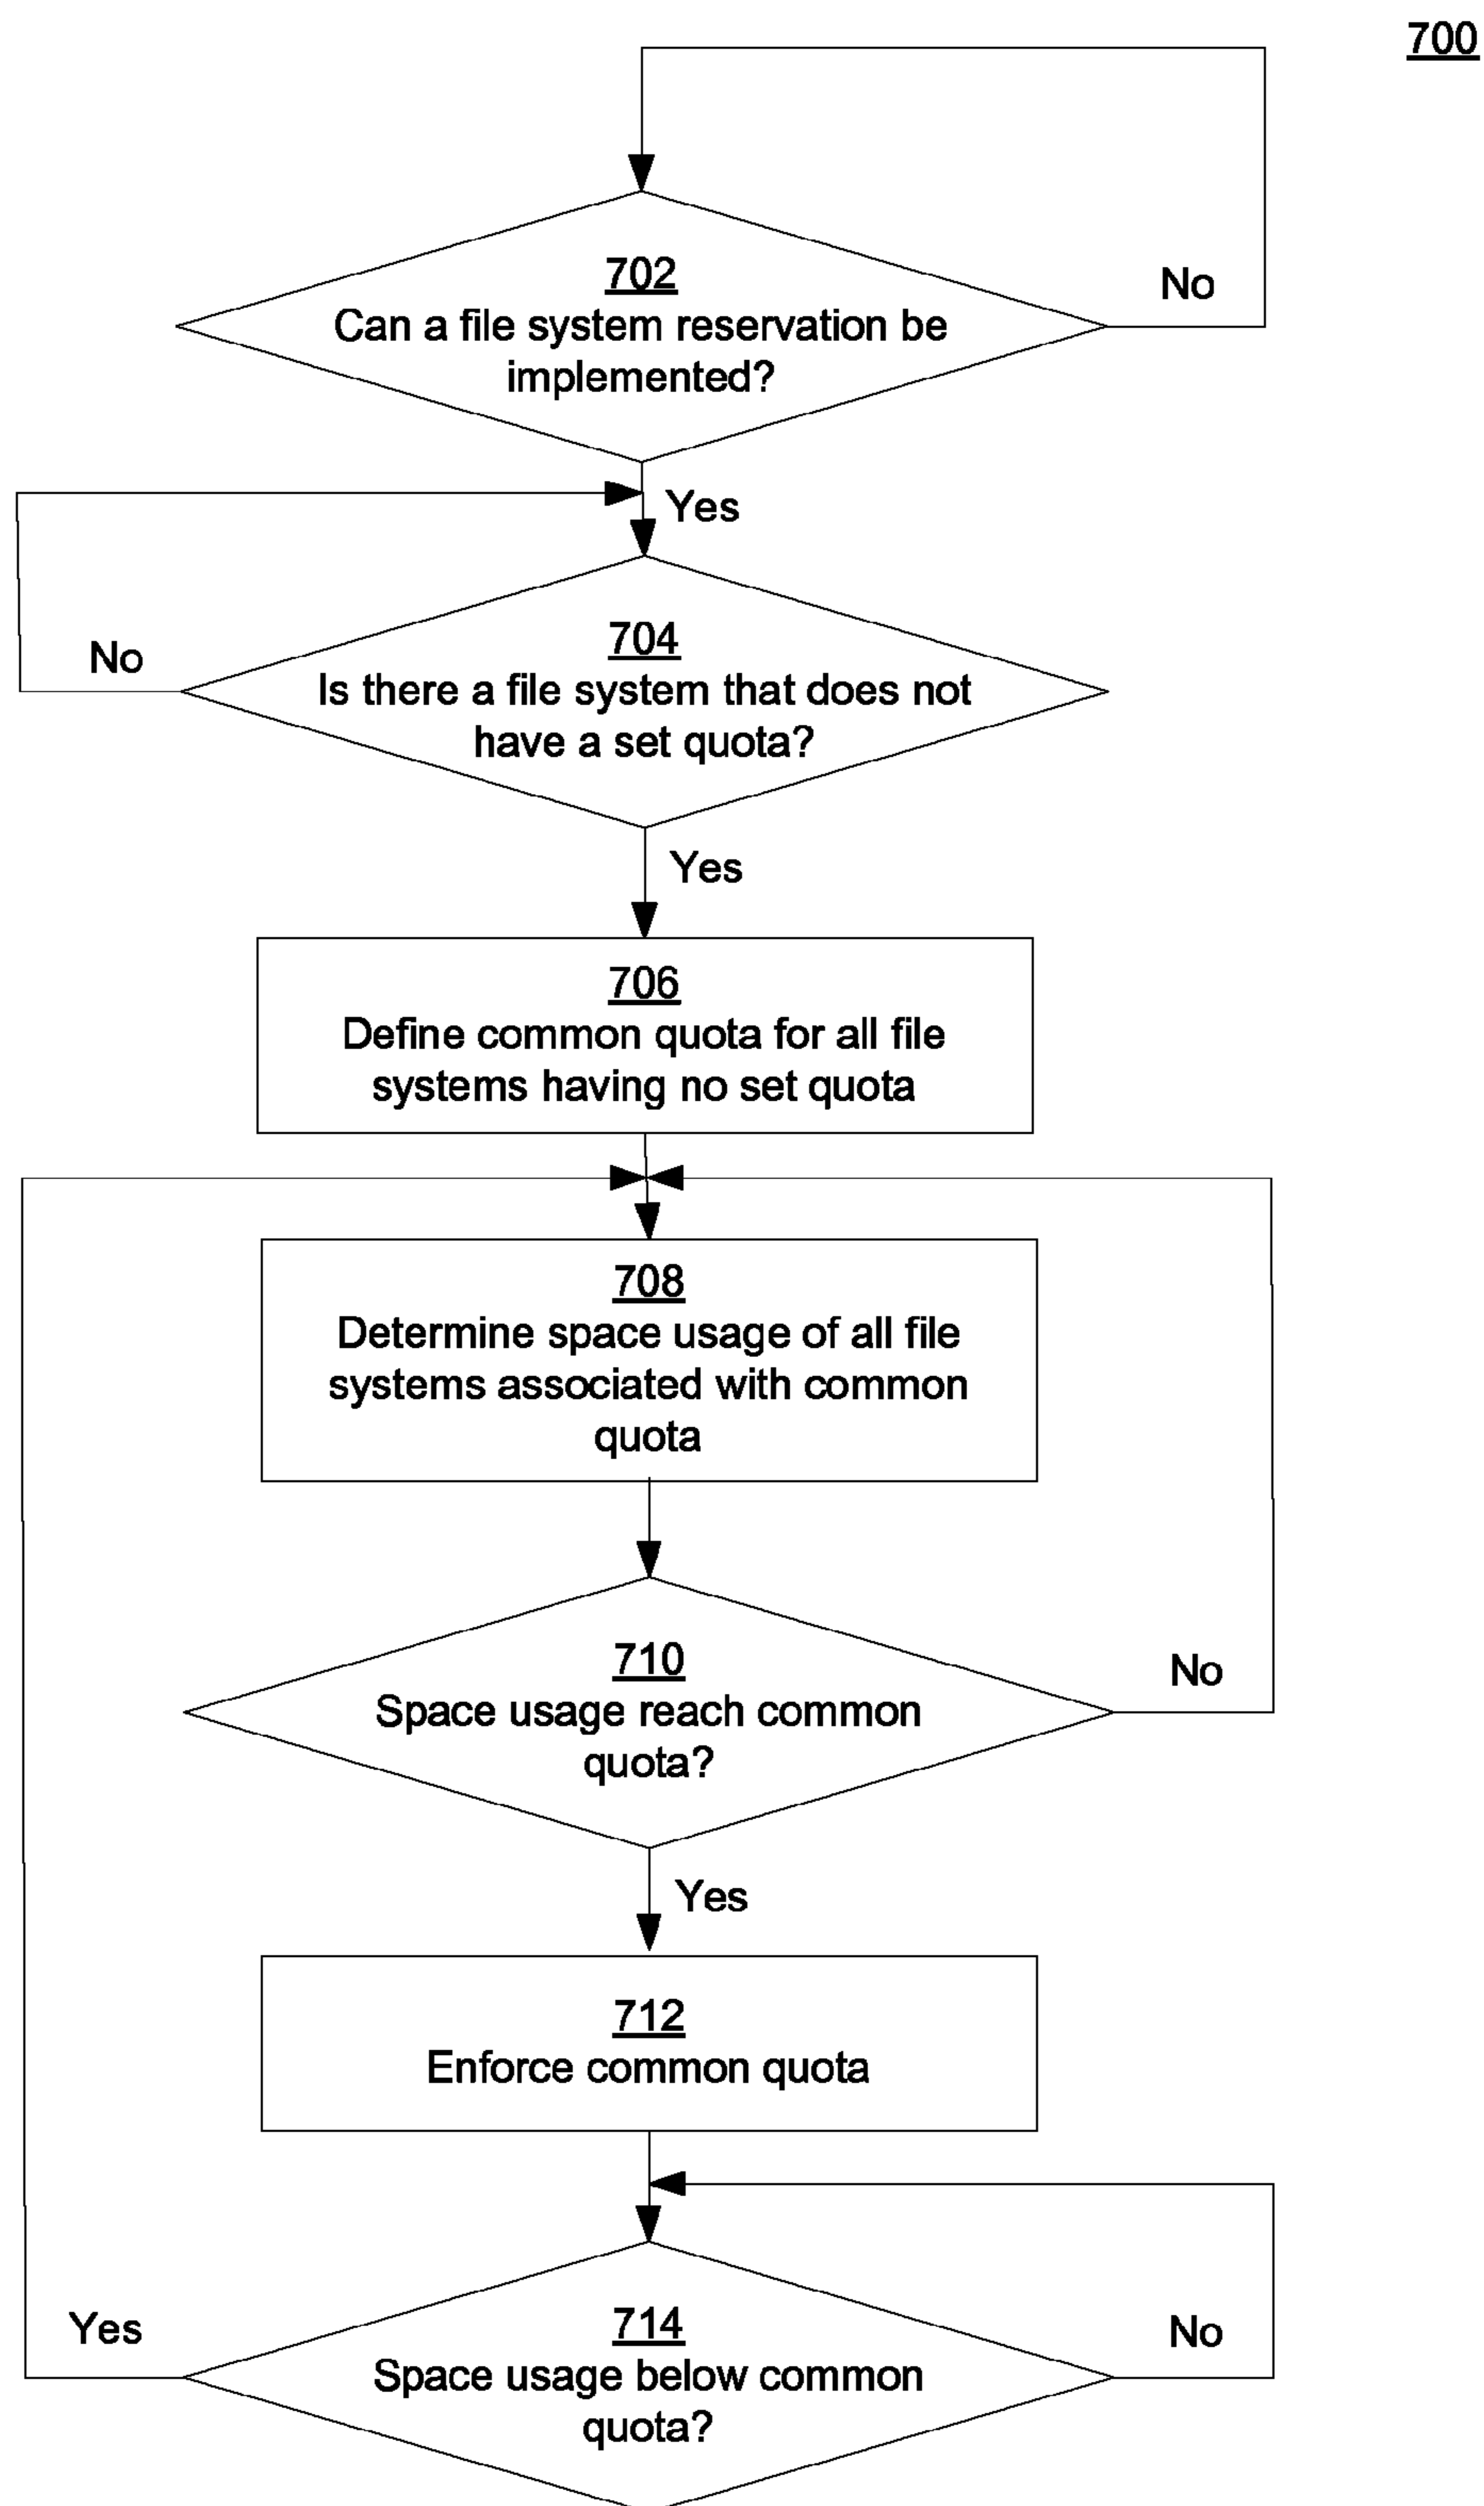 700
702
Can a file system reservation be
implemented?
No
Yes
704
Is there a file system that does not
have a set quota?
No
Yes
706
Define common quota for all file
systems having no set quota
708
Determine space usage of all file
systems associated with common
quota
710
Space usage reach common
quota?
No
Yes
712
Enforce common quota
714
Space usage below common
quota?
Yes
No